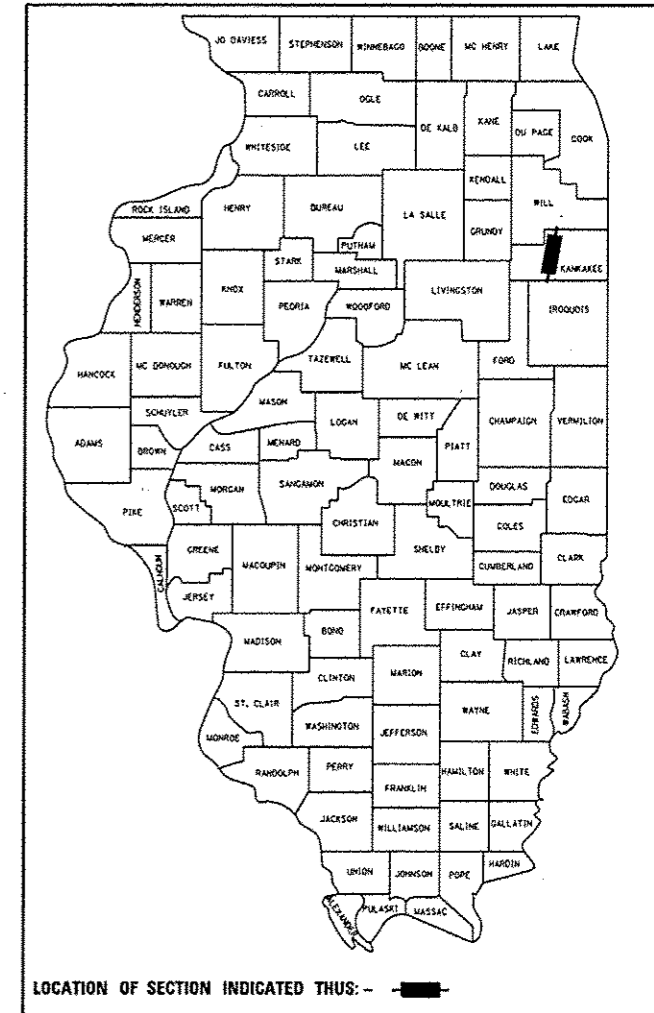 JO DAVIESS STEPHENSON WINNEBAGO BOONE MC HENRY LAKE
CARROLL OGLE DE KALB KANE DU PAGE COOK
WHITESIDE LEE KENDALL WILL
ROCK ISLAND HENRY BUREAU LA SALLE GRUNDY
MERCER PUTNAM KANKAKEE
STARK MARSHALL
HENDERSON WARREN KNOX PEORIA WOODFORD LIVINGSTON IROQUOIS
HANCOCK MC DONOUGH FULTON TAZEWELL MC LEAN FORD
SCHUYLER MASON LOGAN DE WITT CHAMPAIGN VERMILION
ADAMS BROWN CASS MENARD MACON PIATT
PIKE SCOTT MORGAN SANGAMON MOULTRIE DOUGLAS EDGAR
CHRISTIAN COLES
CALHOUN GREENE MACOUPIN MONTGOMERY SHELBY CUMBERLAND CLARK
JERSEY FAYETTE EFFINGHAM JASPER CRAWFORD
MADISON BOND CLAY RICHLAND LAWRENCE
CLINTON MARION
ST. CLAIR WAYNE EDWARDS WABASH
MONROE WASHINGTON JEFFERSON
RANDOLPH PERRY HAMILTON WHITE
FRANKLIN
JACKSON WILLIAMSON SALINE GALLATIN
UNION JOHNSON POPE HARDIN
ALEXANDER PULASKI MASSAC
LOCATION OF SECTION INDICATED THUS: -